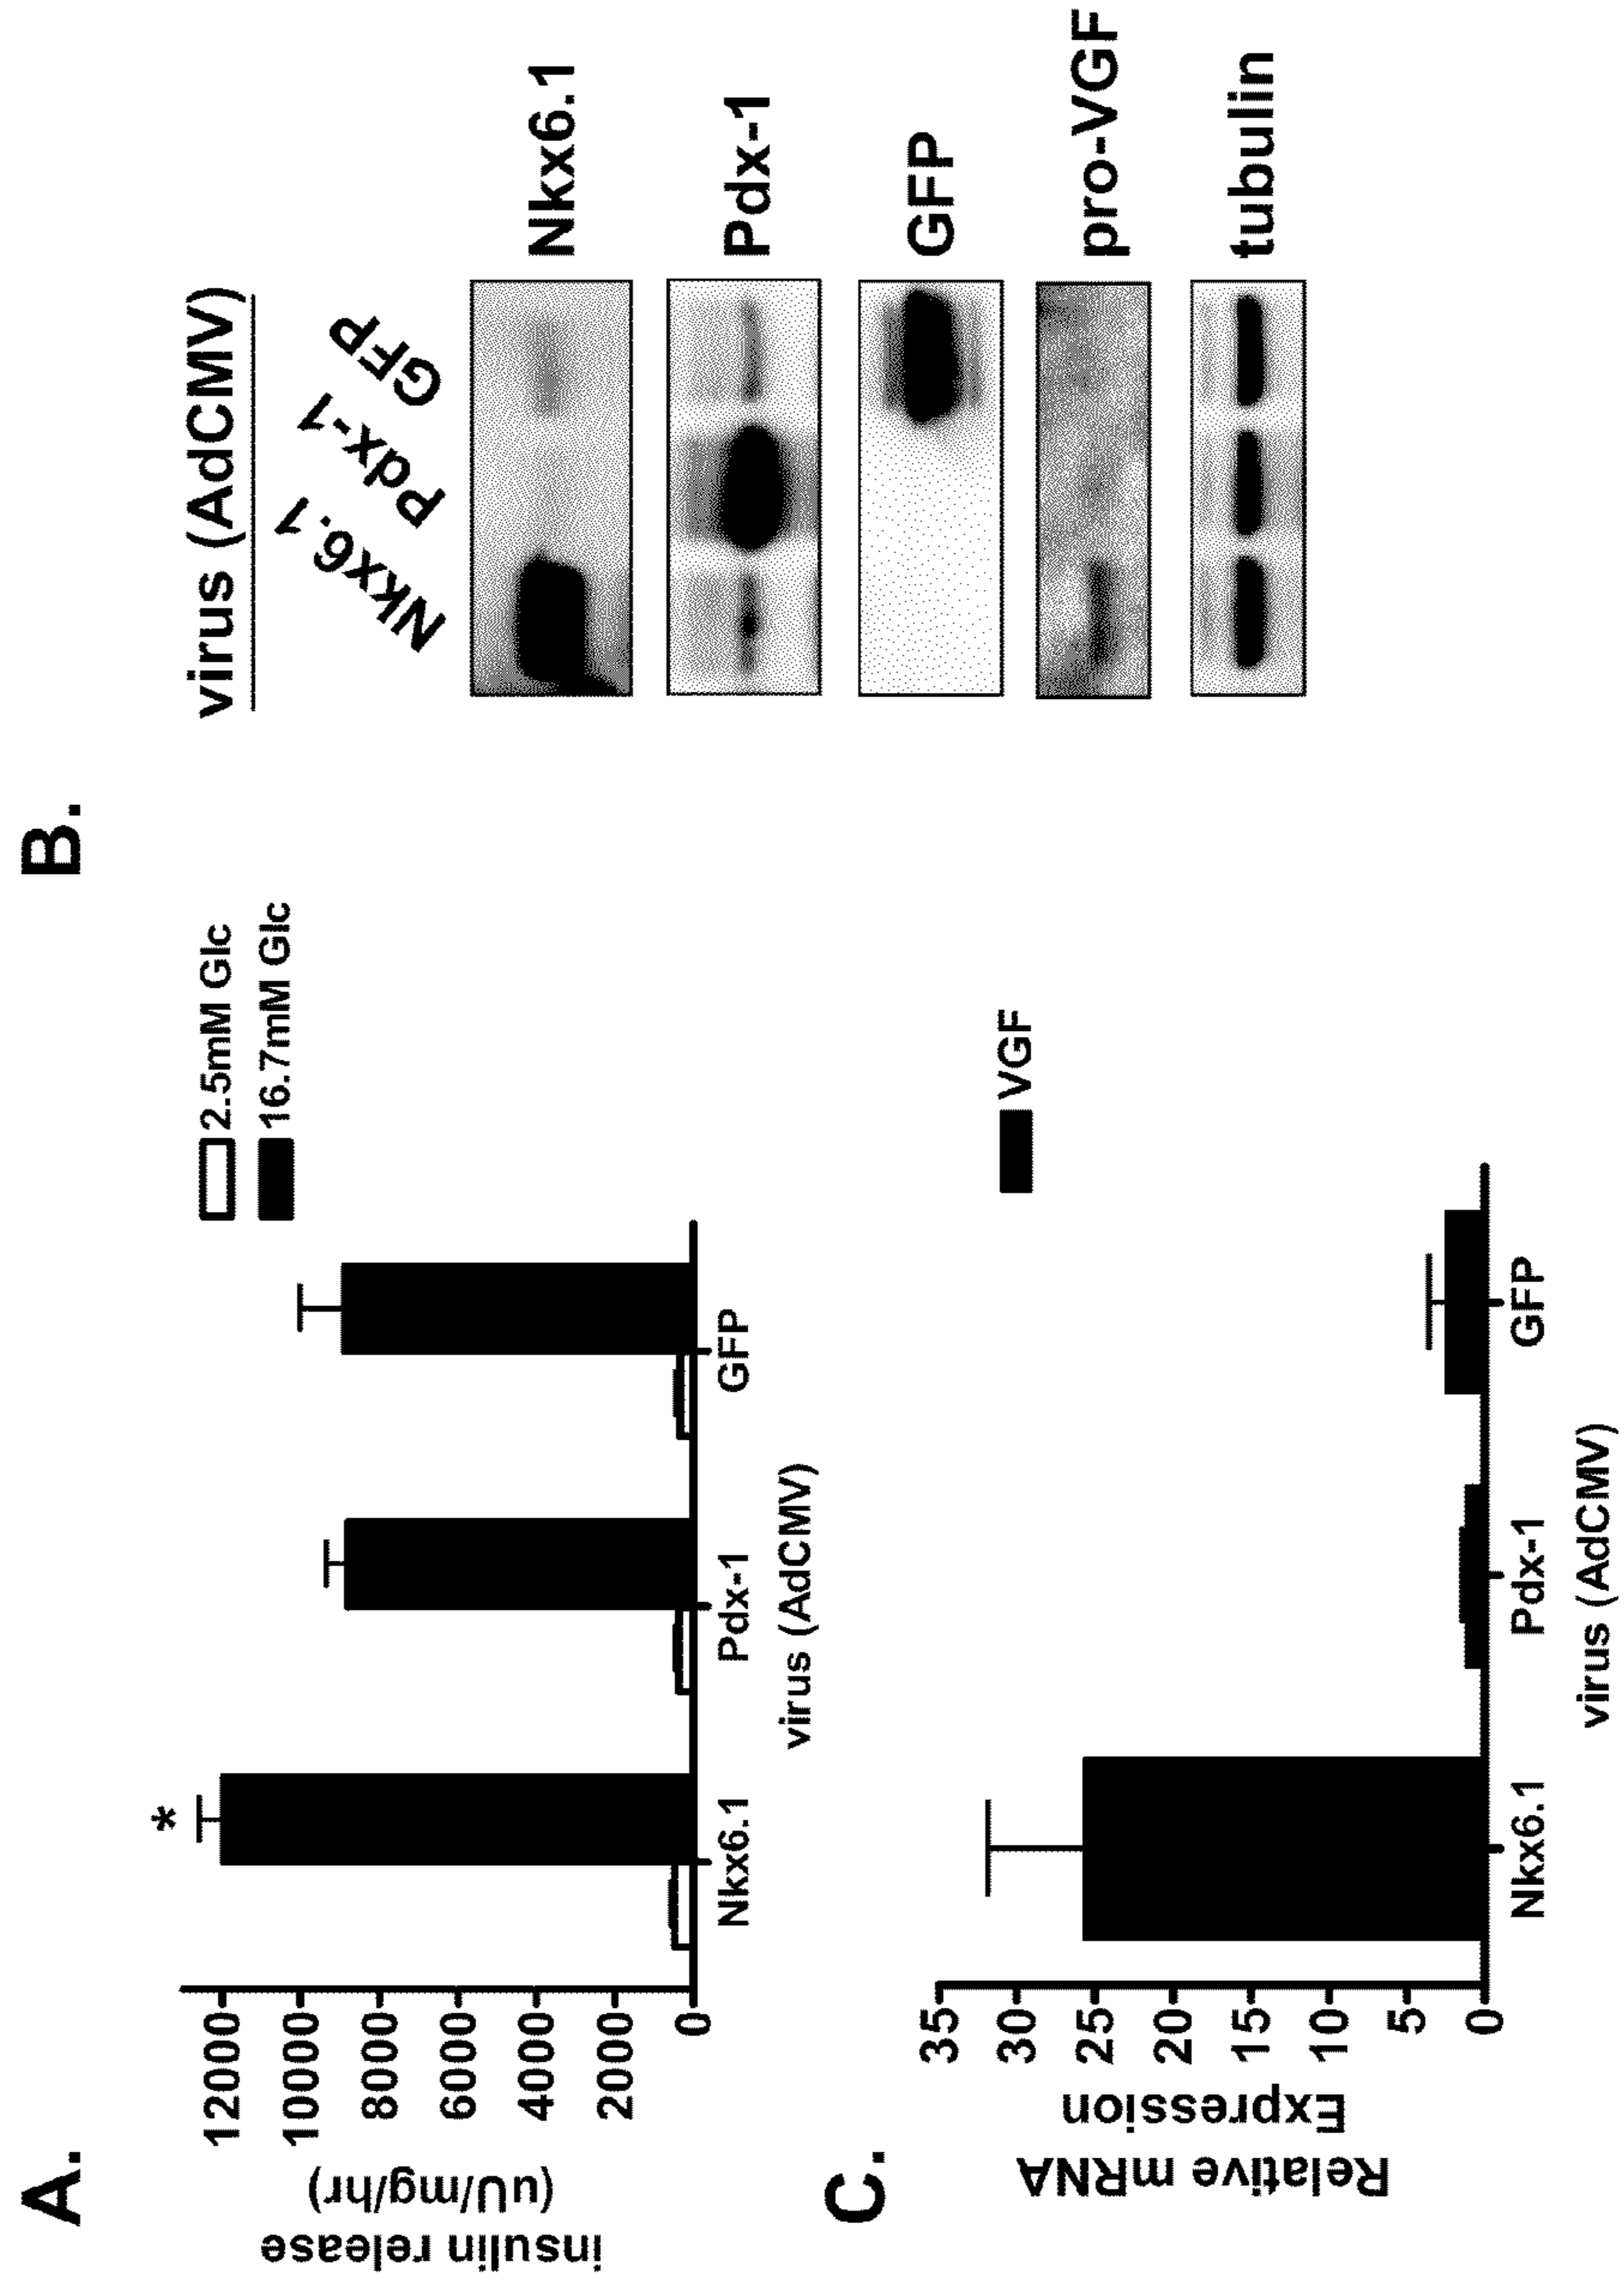 A.
insulin release
(uU/mg/hr)
12000
10000
8000
6000
4000
2000
0
2.5mM Glc
16.7mM Glc
*
Nkx6.1
Pdx-1
GFP
virus (AdCMV)
B.
virus (AdCMV)
Nkx6.1
Pdx-1
GFP
Nkx6.1
Pdx-1
GFP
pro-VGF
tubulin
C.
Relative mRNA
Expression
35
30
25
20
15
10
5
0
VGF
Nkx6.1
Pdx-1
GFP
virus (AdCMV)